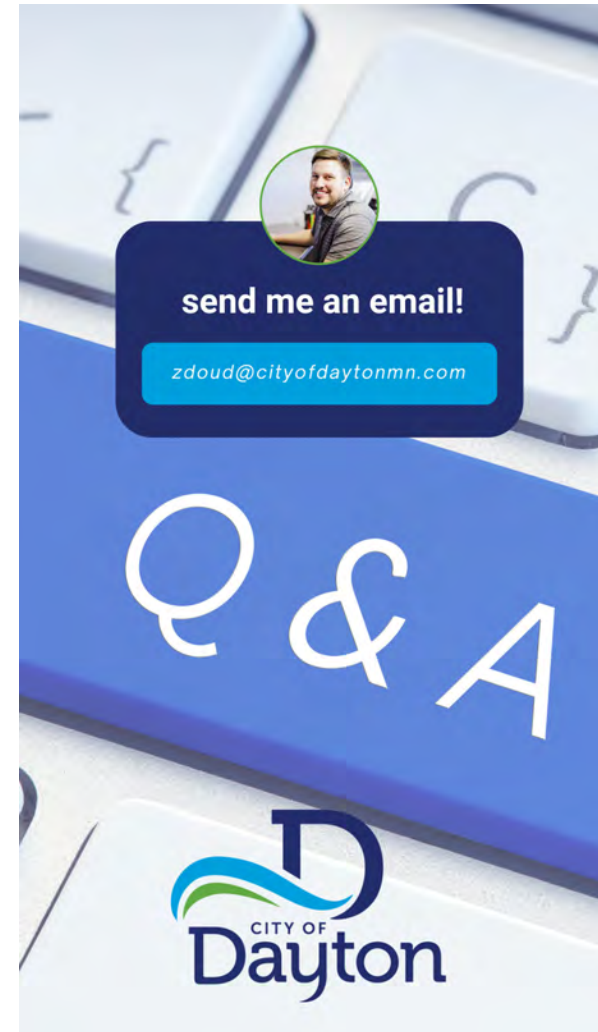 {
C
}
send me an email!
zdoud@cityofdaytonmn.com
Q & A
D
CITY OF
Dayton